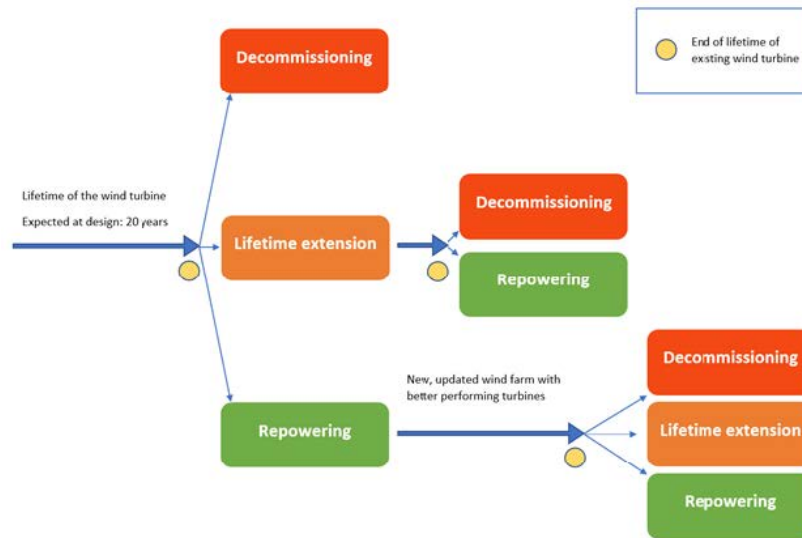 Decommissioning
End of lifetime of
existing wind turbine
Lifetime of the wind turbine
Expected at design: 20 years
Lifetime extension
Decommissioning
Repowering
Repowering
New, updated wind farm with
better performing turbines
Decommissioning
Lifetime extension
Repowering